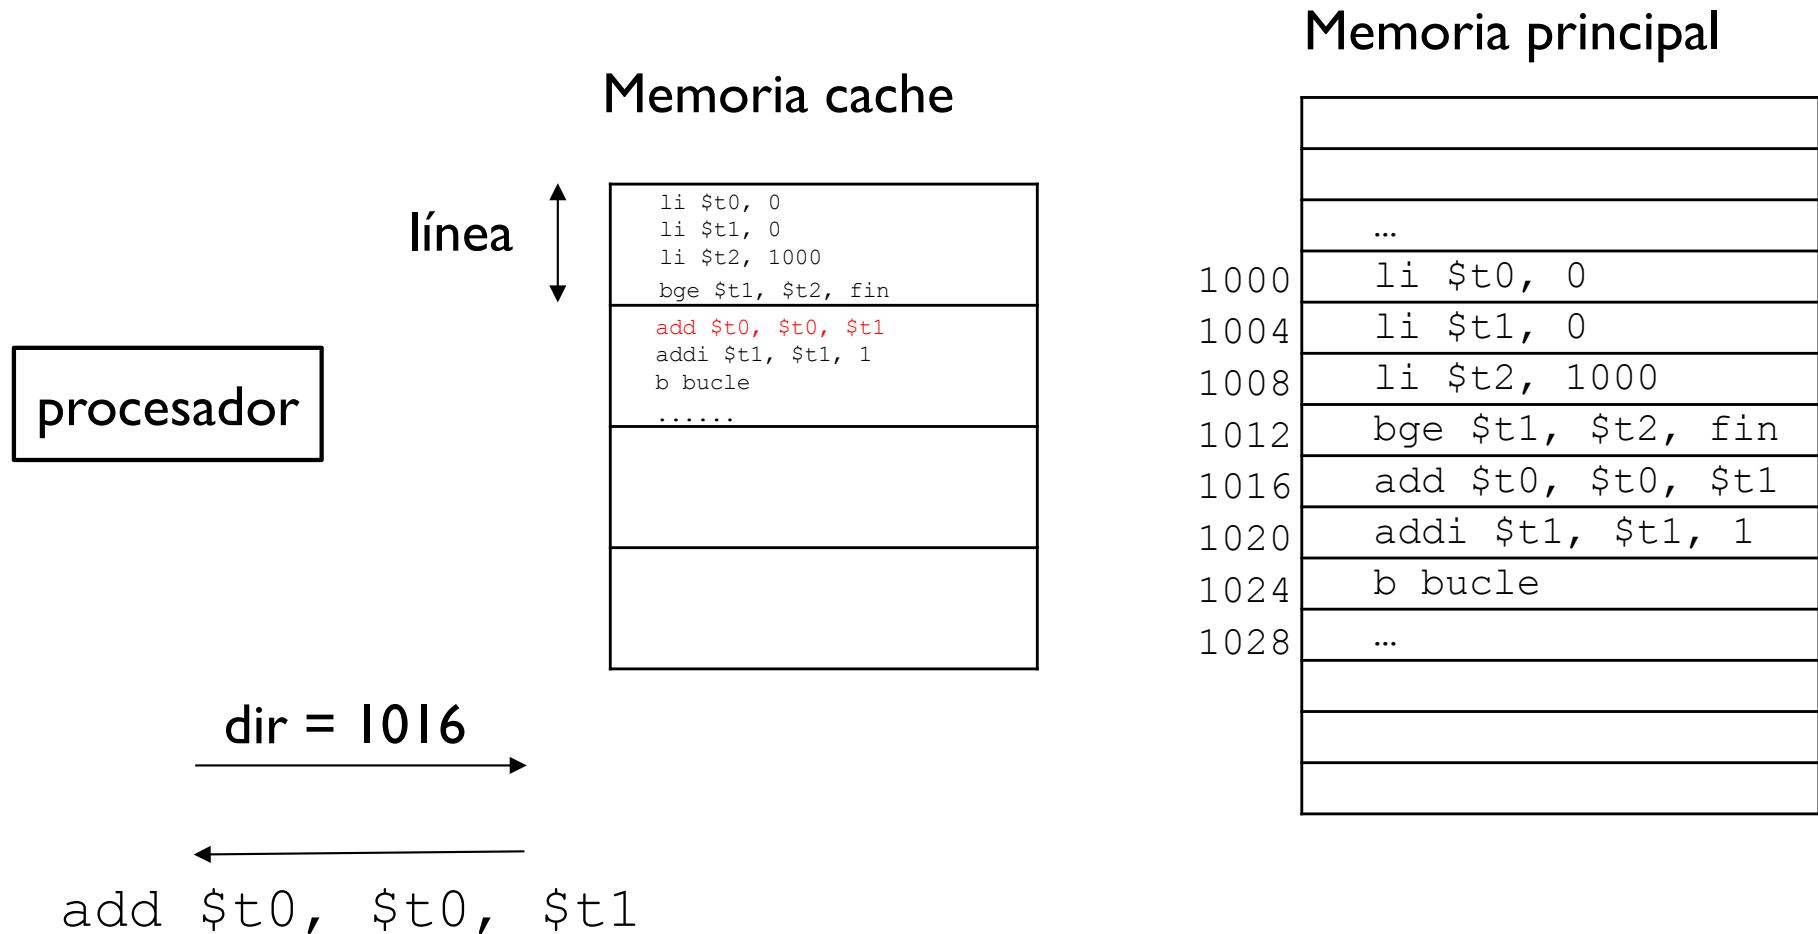 Memoria principal
Memoria cache
línea
li $t0, 0
li $t1, 0
li $t2, 1000
bge $t1, $t2, fin
add $t0, $t0, $t1
addi $t1, $t1, 1
b bucle
......
procesador
…
1000 li $t0, 0
1004 li $t1, 0
1008 li $t2, 1000
1012 bge $t1, $t2, fin
1016 add $t0, $t0, $t1
1020 addi $t1, $t1, 1
1024 b bucle
1028 …
dir = 1016
add $t0, $t0, $t1